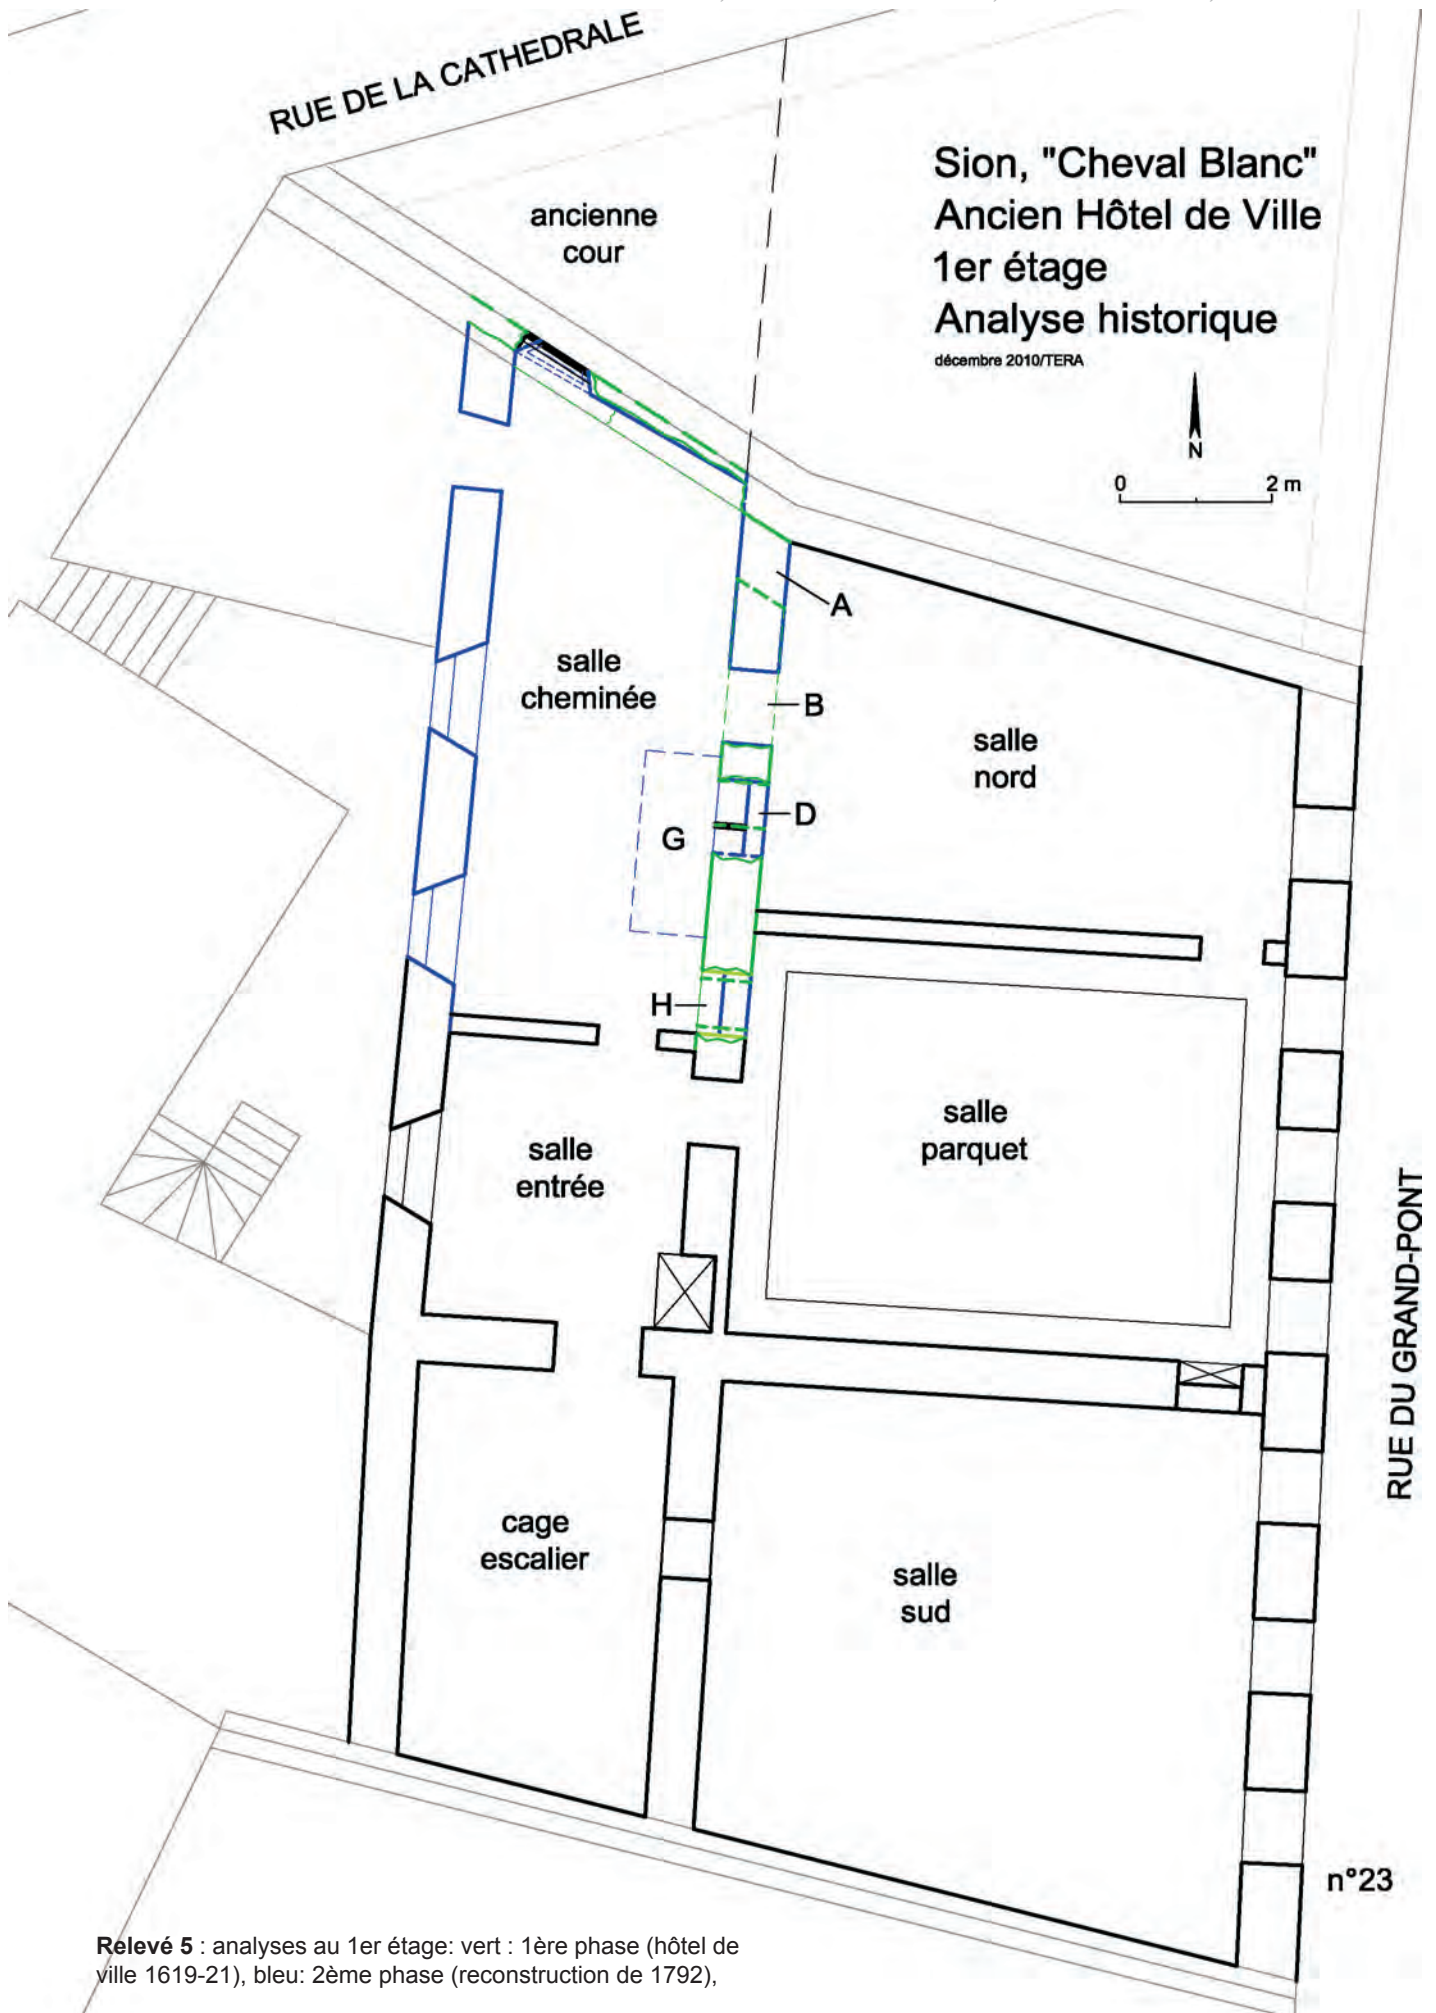 RUE DE LA CATHEDRALE
Sion, "Cheval Blanc"
Ancien Hôtel de Ville
1er étage
Analyse historique
décembre 2010/TERA
N
0 2 m
ancienne
cour
A
salle
cheminée
B
salle
nord
D
G
H
salle
parquet
salle
entrée
RUE DU GRAND-PONT
cage
escalier
salle
sud
n°23
Relevé 5 : analyses au 1er étage: vert : 1ère phase (hôtel de
ville 1619-21), bleu: 2ème phase (reconstruction de 1792),